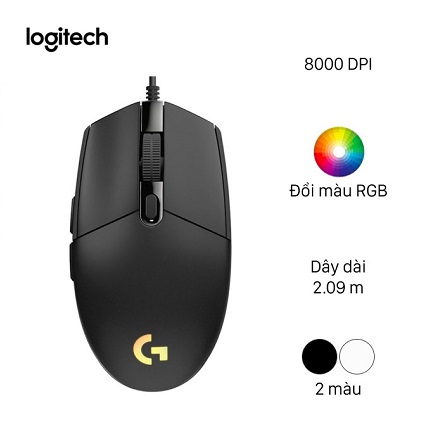 logitech
8000 DPI
Đổi màu RGB
Dây dài
2.09 m
G
2 màu